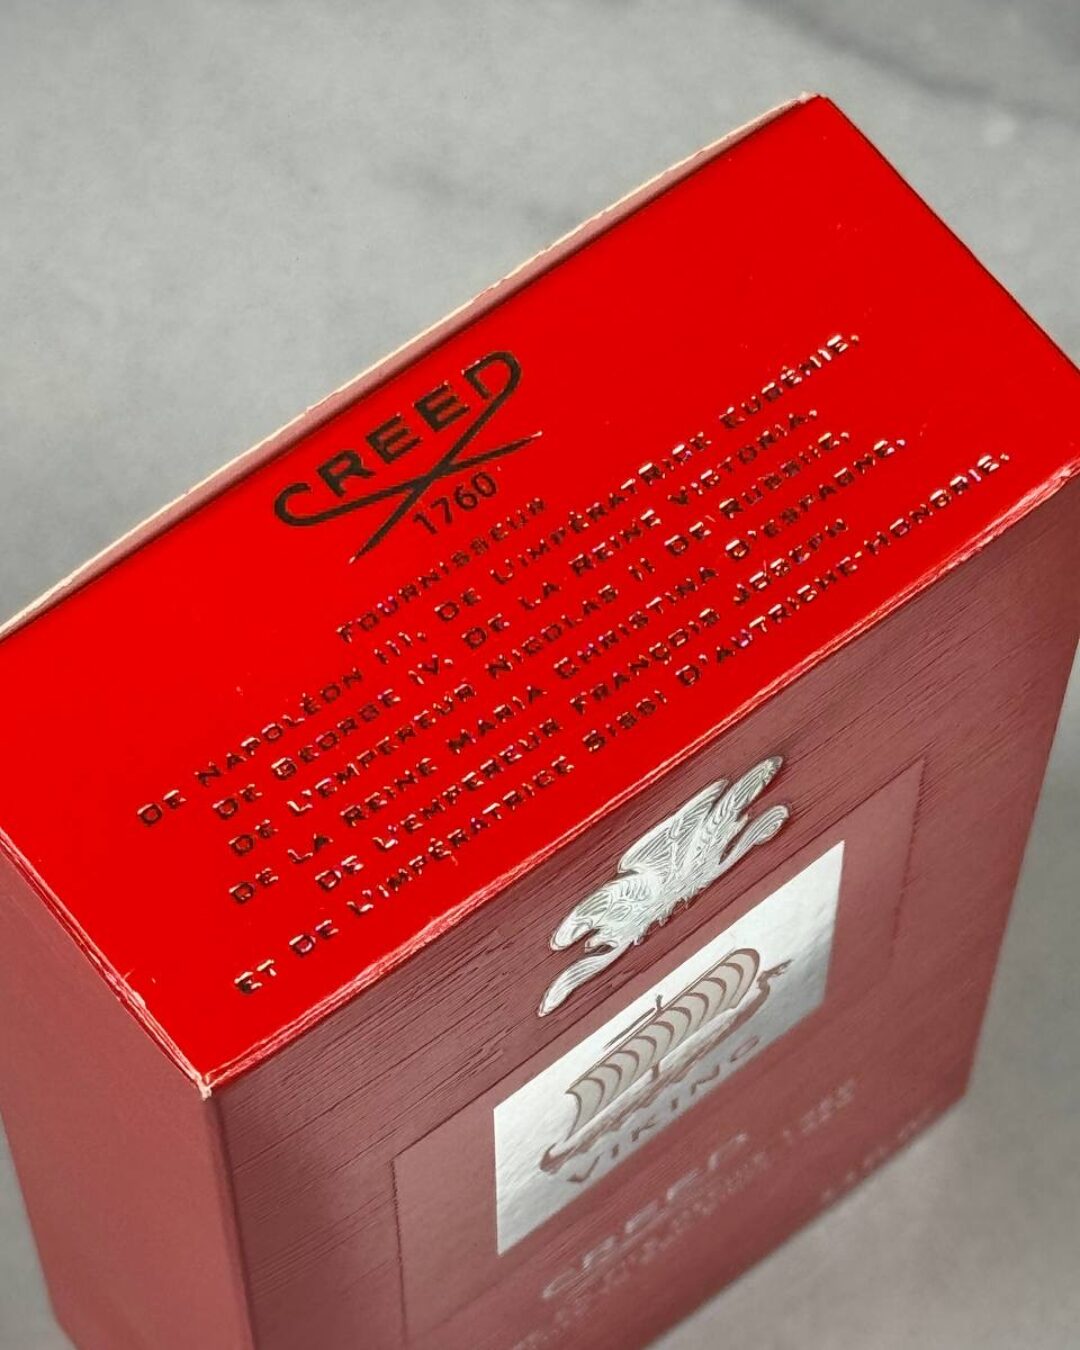 CREED
1760
FOURNISSEUR
DE NAPOLÉON III, DE L'IMPÉRATRICE EUGÉNIE,
DE GEORGE IV, DE LA REINE VICTORIA,
DE L'EMPEREUR NICOLAS II DE RUSSIE,
DE LA REINE MARIA CHRISTINA D'ESPAGNE,
DE L'EMPEREUR FRANÇOIS JOSEPH
ET DE L'IMPÉRATRICE SISSI D'AUTRICHE-HONGRIE.
VIKING
CREED